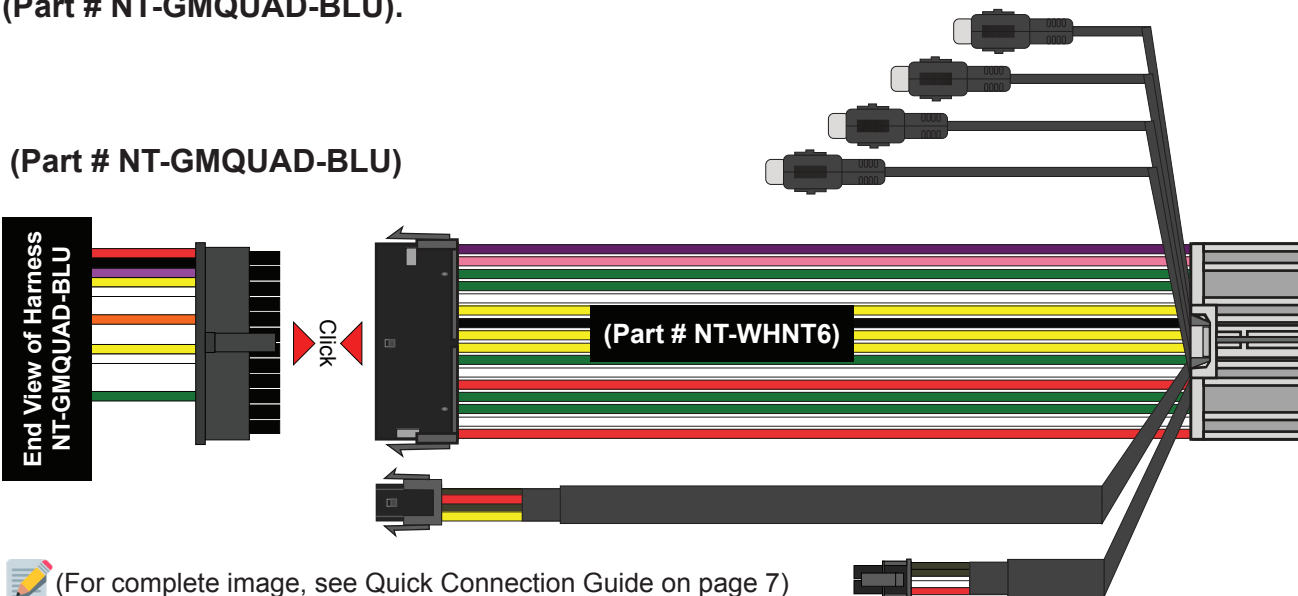 (Part # NT-GMQUAD-BLU).
(Part # NT-GMQUAD-BLU)
End View of Harness
NT-GMQUAD-BLU
Click
(Part # NT-WHNT6)
(For complete image, see Quick Connection Guide on page 7)